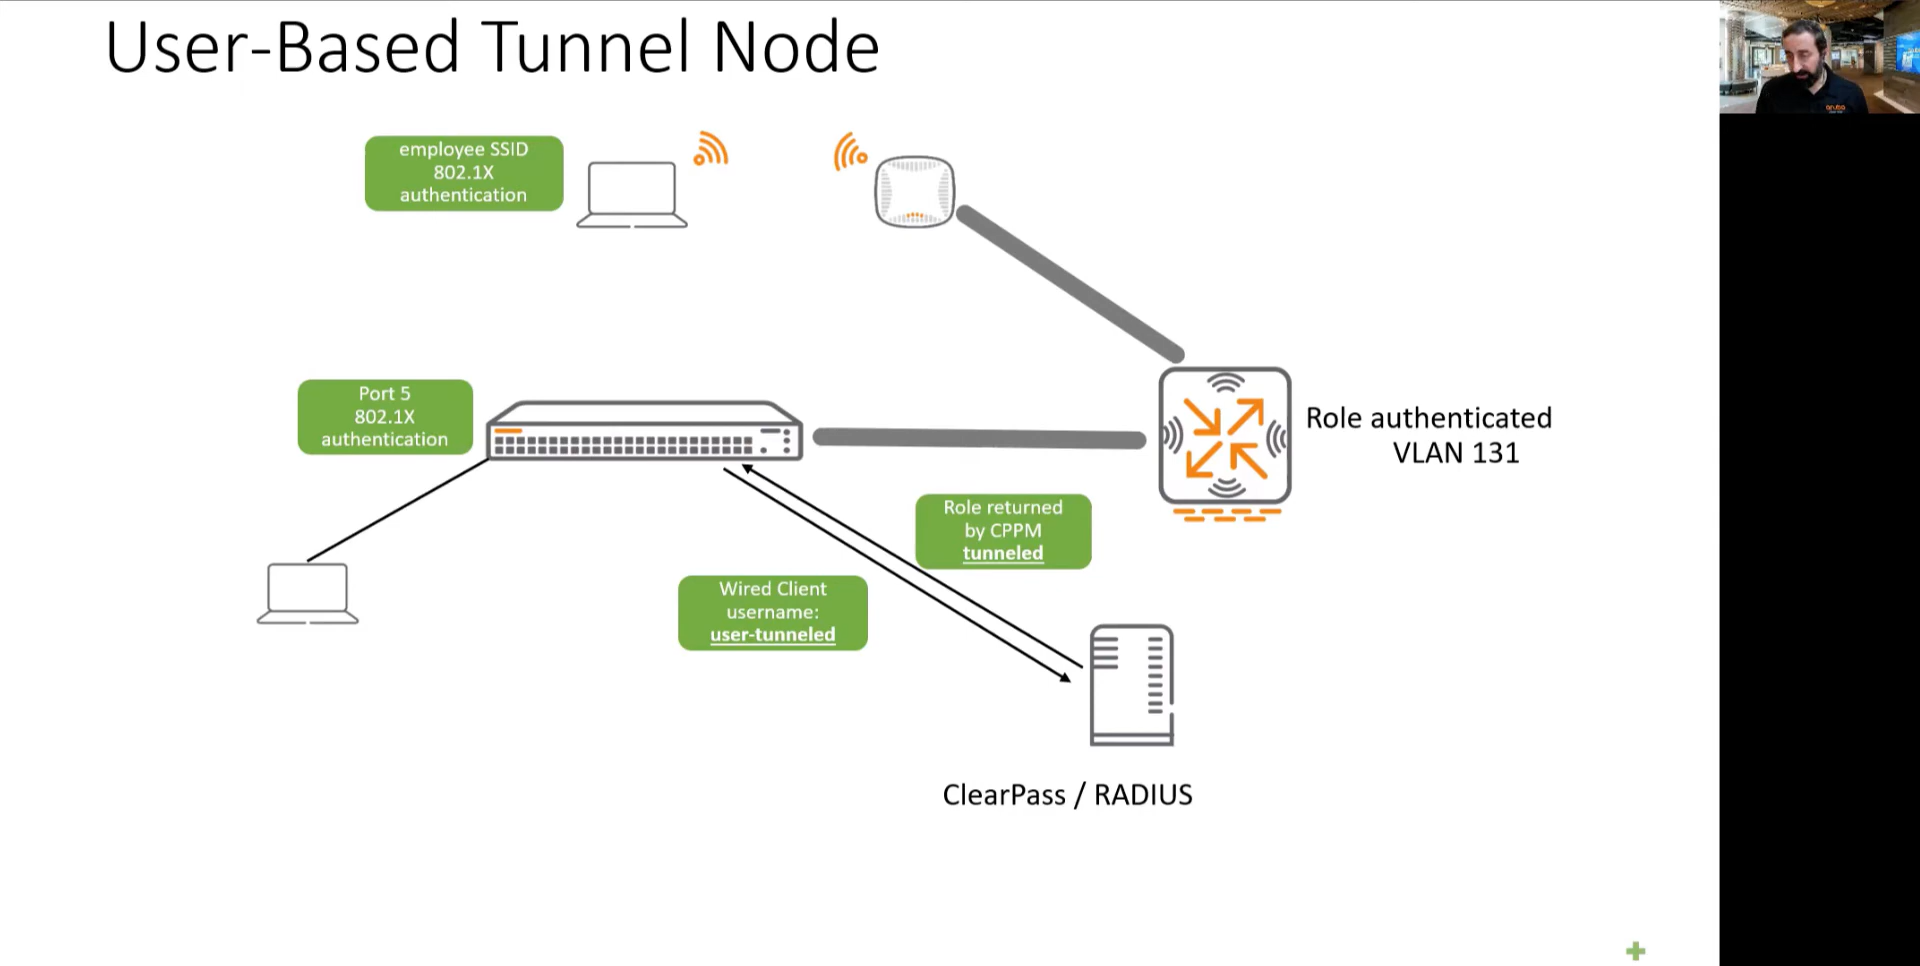 User-Based Tunnel Node
employee SSID
802.1X
authentication
Port 5
802.1X
authentication
Role authenticated
VLAN 131
Role returned
by CPPM
tunneled
Wired Client
username:
user-tunneled
ClearPass / RADIUS
aruba